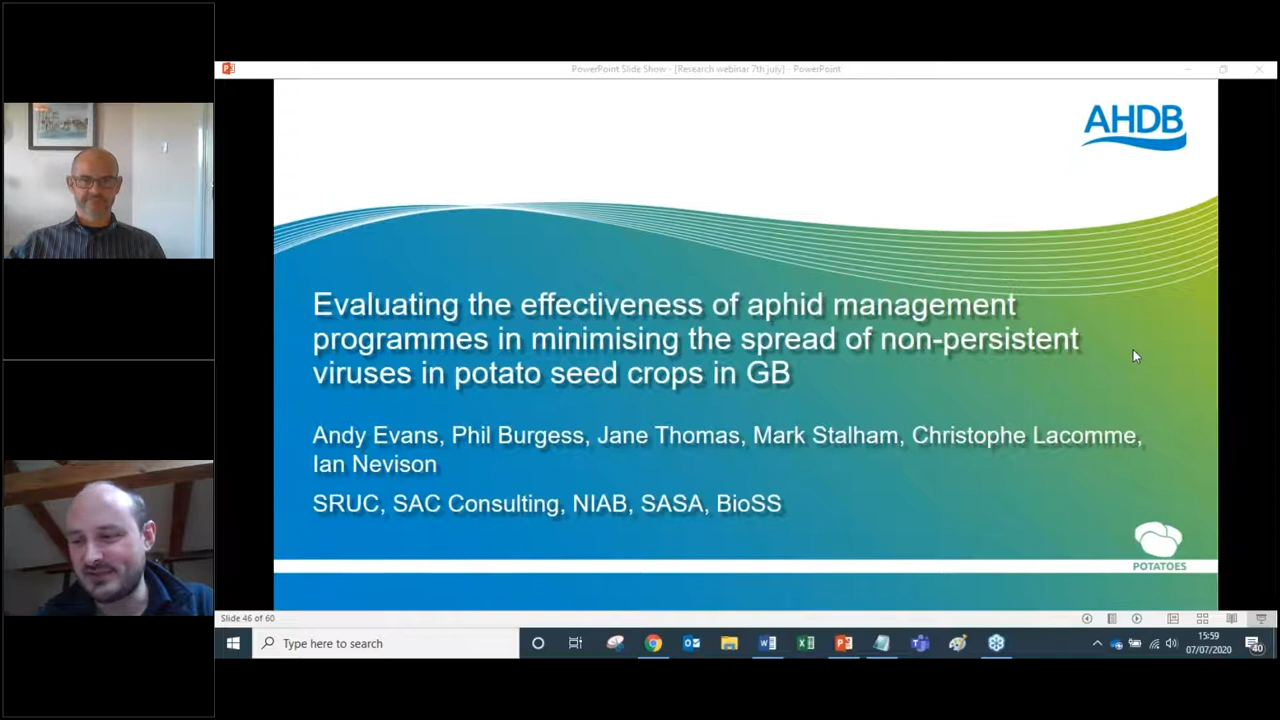 PowerPoint Slide Show - [Research webinar 7th july] - PowerPoint
AHDB
Evaluating the effectiveness of aphid management
programmes in minimising the spread of non-persistent
viruses in potato seed crops in GB
Andy Evans, Phil Burgess, Jane Thomas, Mark Stalham, Christophe Lacomme,
Ian Nevison
SRUC, SAC Consulting, NIAB, SASA, BioSS
POTATOES
Slide 46 of 60
Type here to search
15:59
07/07/2020
40